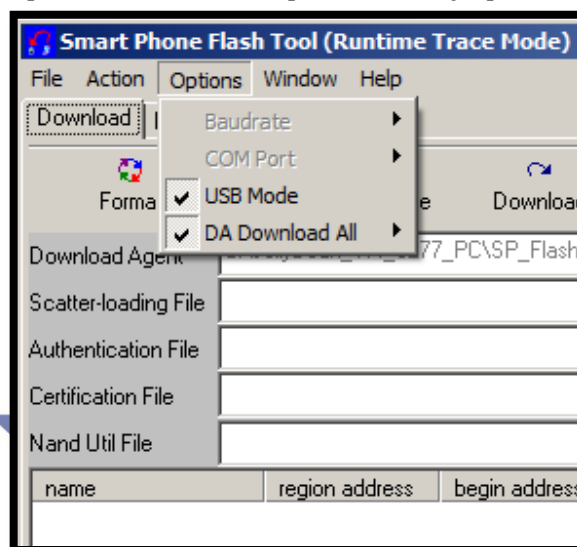 Smart Phone Flash Tool (Runtime Trace Mode)
File Action Options Window Help
Download
Baudrate
COM Port
USB Mode
DA Download All
Forma
e
Downloa
Download Agent
77_PC\SP_Flash
Scatter-loading File
Authentication File
Certification File
Nand Util File
name region address begin address